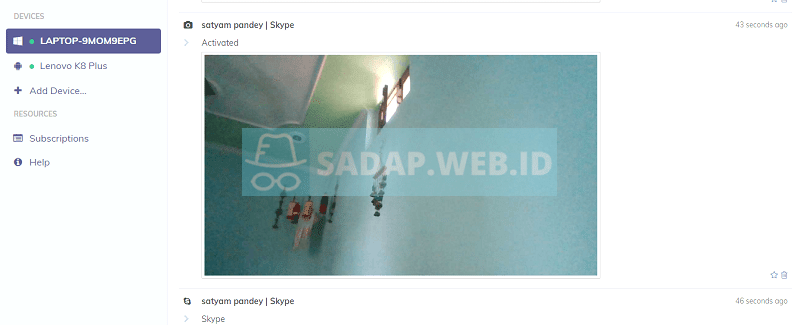 DEVICES
LAPTOP-9MOM9EPG
Lenovo K8 Plus
Add Device...
RESOURCES
Subscriptions
Help
satyam pandey | Skype
43 seconds ago
Activated
SADAP.WEB.ID
satyam pandey | Skype
46 seconds ago
Skype